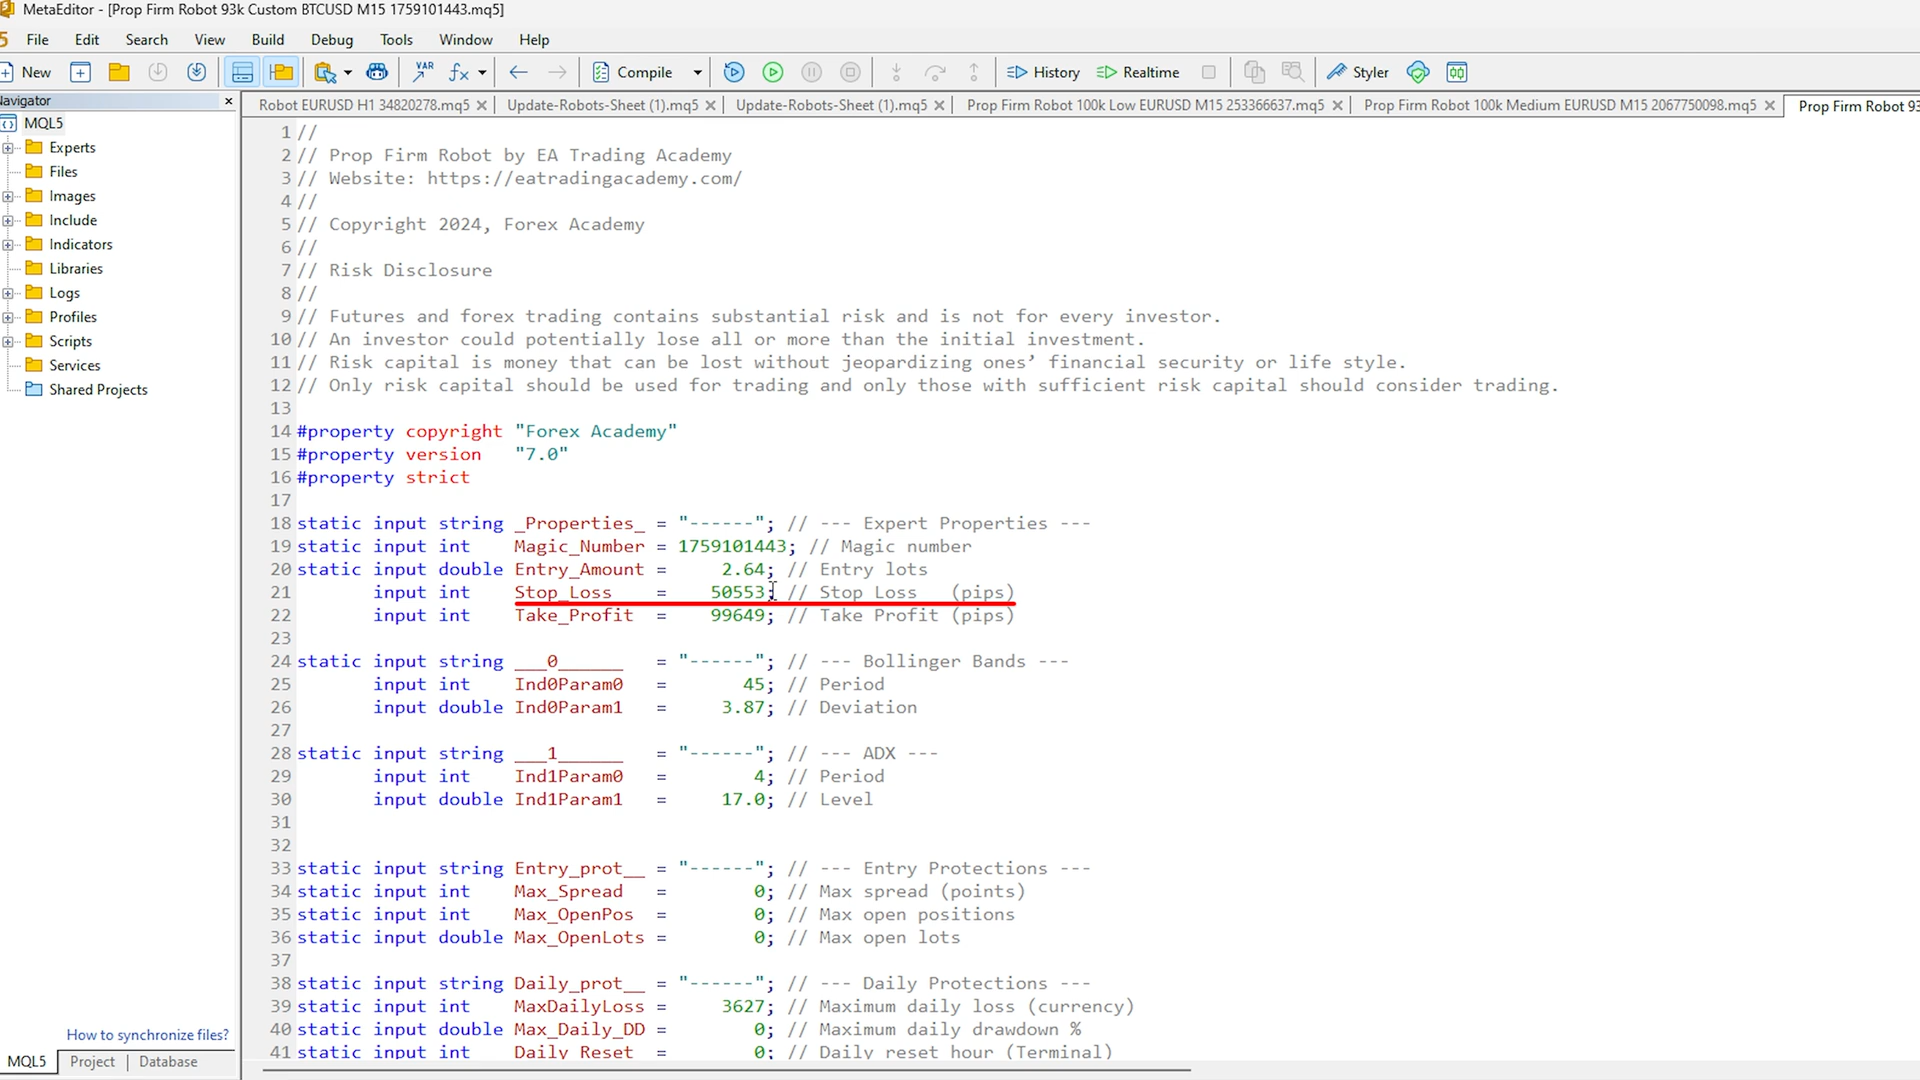 MetaEditor - [Prop Firm Robot 93k Custom BTCUSD M15 1759101443.mq5]
File Edit Search View Build Debug Tools Window Help
New VAR fx Compile History Realtime Styler
Navigator
Robot EURUSD H1 34820278.mq5 Update-Robots-Sheet (1).mq5 Update-Robots-Sheet (1).mq5 Prop Firm Robot 100k Low EURUSD M15 253366637.mq5 Prop Firm Robot 100k Medium EURUSD M15 2067750098.mq5 Prop Firm Robot 93
MQL5
Experts
Files
Images
Include
Indicators
Libraries
Logs
Profiles
Scripts
Services
Shared Projects
How to synchronize files?
MQL5 Project Database
1 //
2 // Prop Firm Robot by EA Trading Academy
3 // Website: https://eatradingacademy.com/
4 //
5 // Copyright 2024, Forex Academy
6 //
7 // Risk Disclosure
8 //
9 // Futures and forex trading contains substantial risk and is not for every investor.
10 // An investor could potentially lose all or more than the initial investment.
11 // Risk capital is money that can be lost without jeopardizing ones’ financial security or life style.
12 // Only risk capital should be used for trading and only those with sufficient risk capital should consider trading.
13
14 #property copyright "Forex Academy"
15 #property version "7.0"
16 #property strict
17
18 static input string _Properties_ = "------"; // --- Expert Properties ---
19 static input int Magic_Number = 1759101443; // Magic number
20 static input double Entry_Amount = 2.64; // Entry lots
21 input int Stop_Loss = 50553; // Stop Loss (pips)
22 input int Take_Profit = 99649; // Take Profit (pips)
23
24 static input string ___0______ = "------"; // --- Bollinger Bands ---
25 input int Ind0Param0 = 45; // Period
26 input double Ind0Param1 = 3.87; // Deviation
27
28 static input string ___1______ = "------"; // --- ADX ---
29 input int Ind1Param0 = 4; // Period
30 input double Ind1Param1 = 17.0; // Level
31
32
33 static input string Entry_prot__ = "------"; // --- Entry Protections ---
34 static input int Max_Spread = 0; // Max spread (points)
35 static input int Max_OpenPos = 0; // Max open positions
36 static input double Max_OpenLots = 0; // Max open lots
37
38 static input string Daily_prot__ = "------"; // --- Daily Protections ---
39 static input int MaxDailyLoss = 3627; // Maximum daily loss (currency)
40 static input double Max_Daily_DD = 0; // Maximum daily drawdown %
41 static input int Daily_Reset = 0; // Daily reset hour (Terminal)